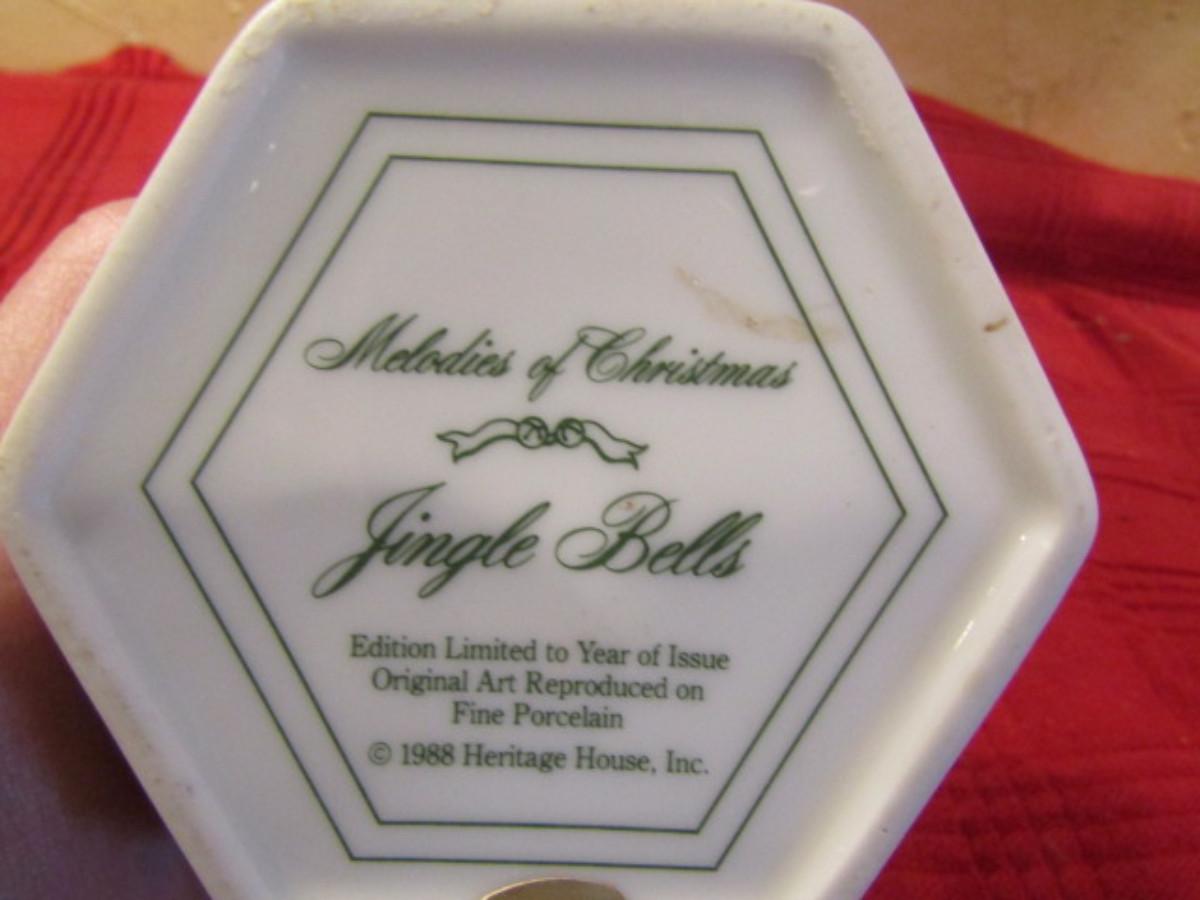 Melodies of Christmas
Jingle Bells
Edition Limited to Year of Issue
Original Art Reproduced on
Fine Porcelain
© 1988 Heritage House, Inc.